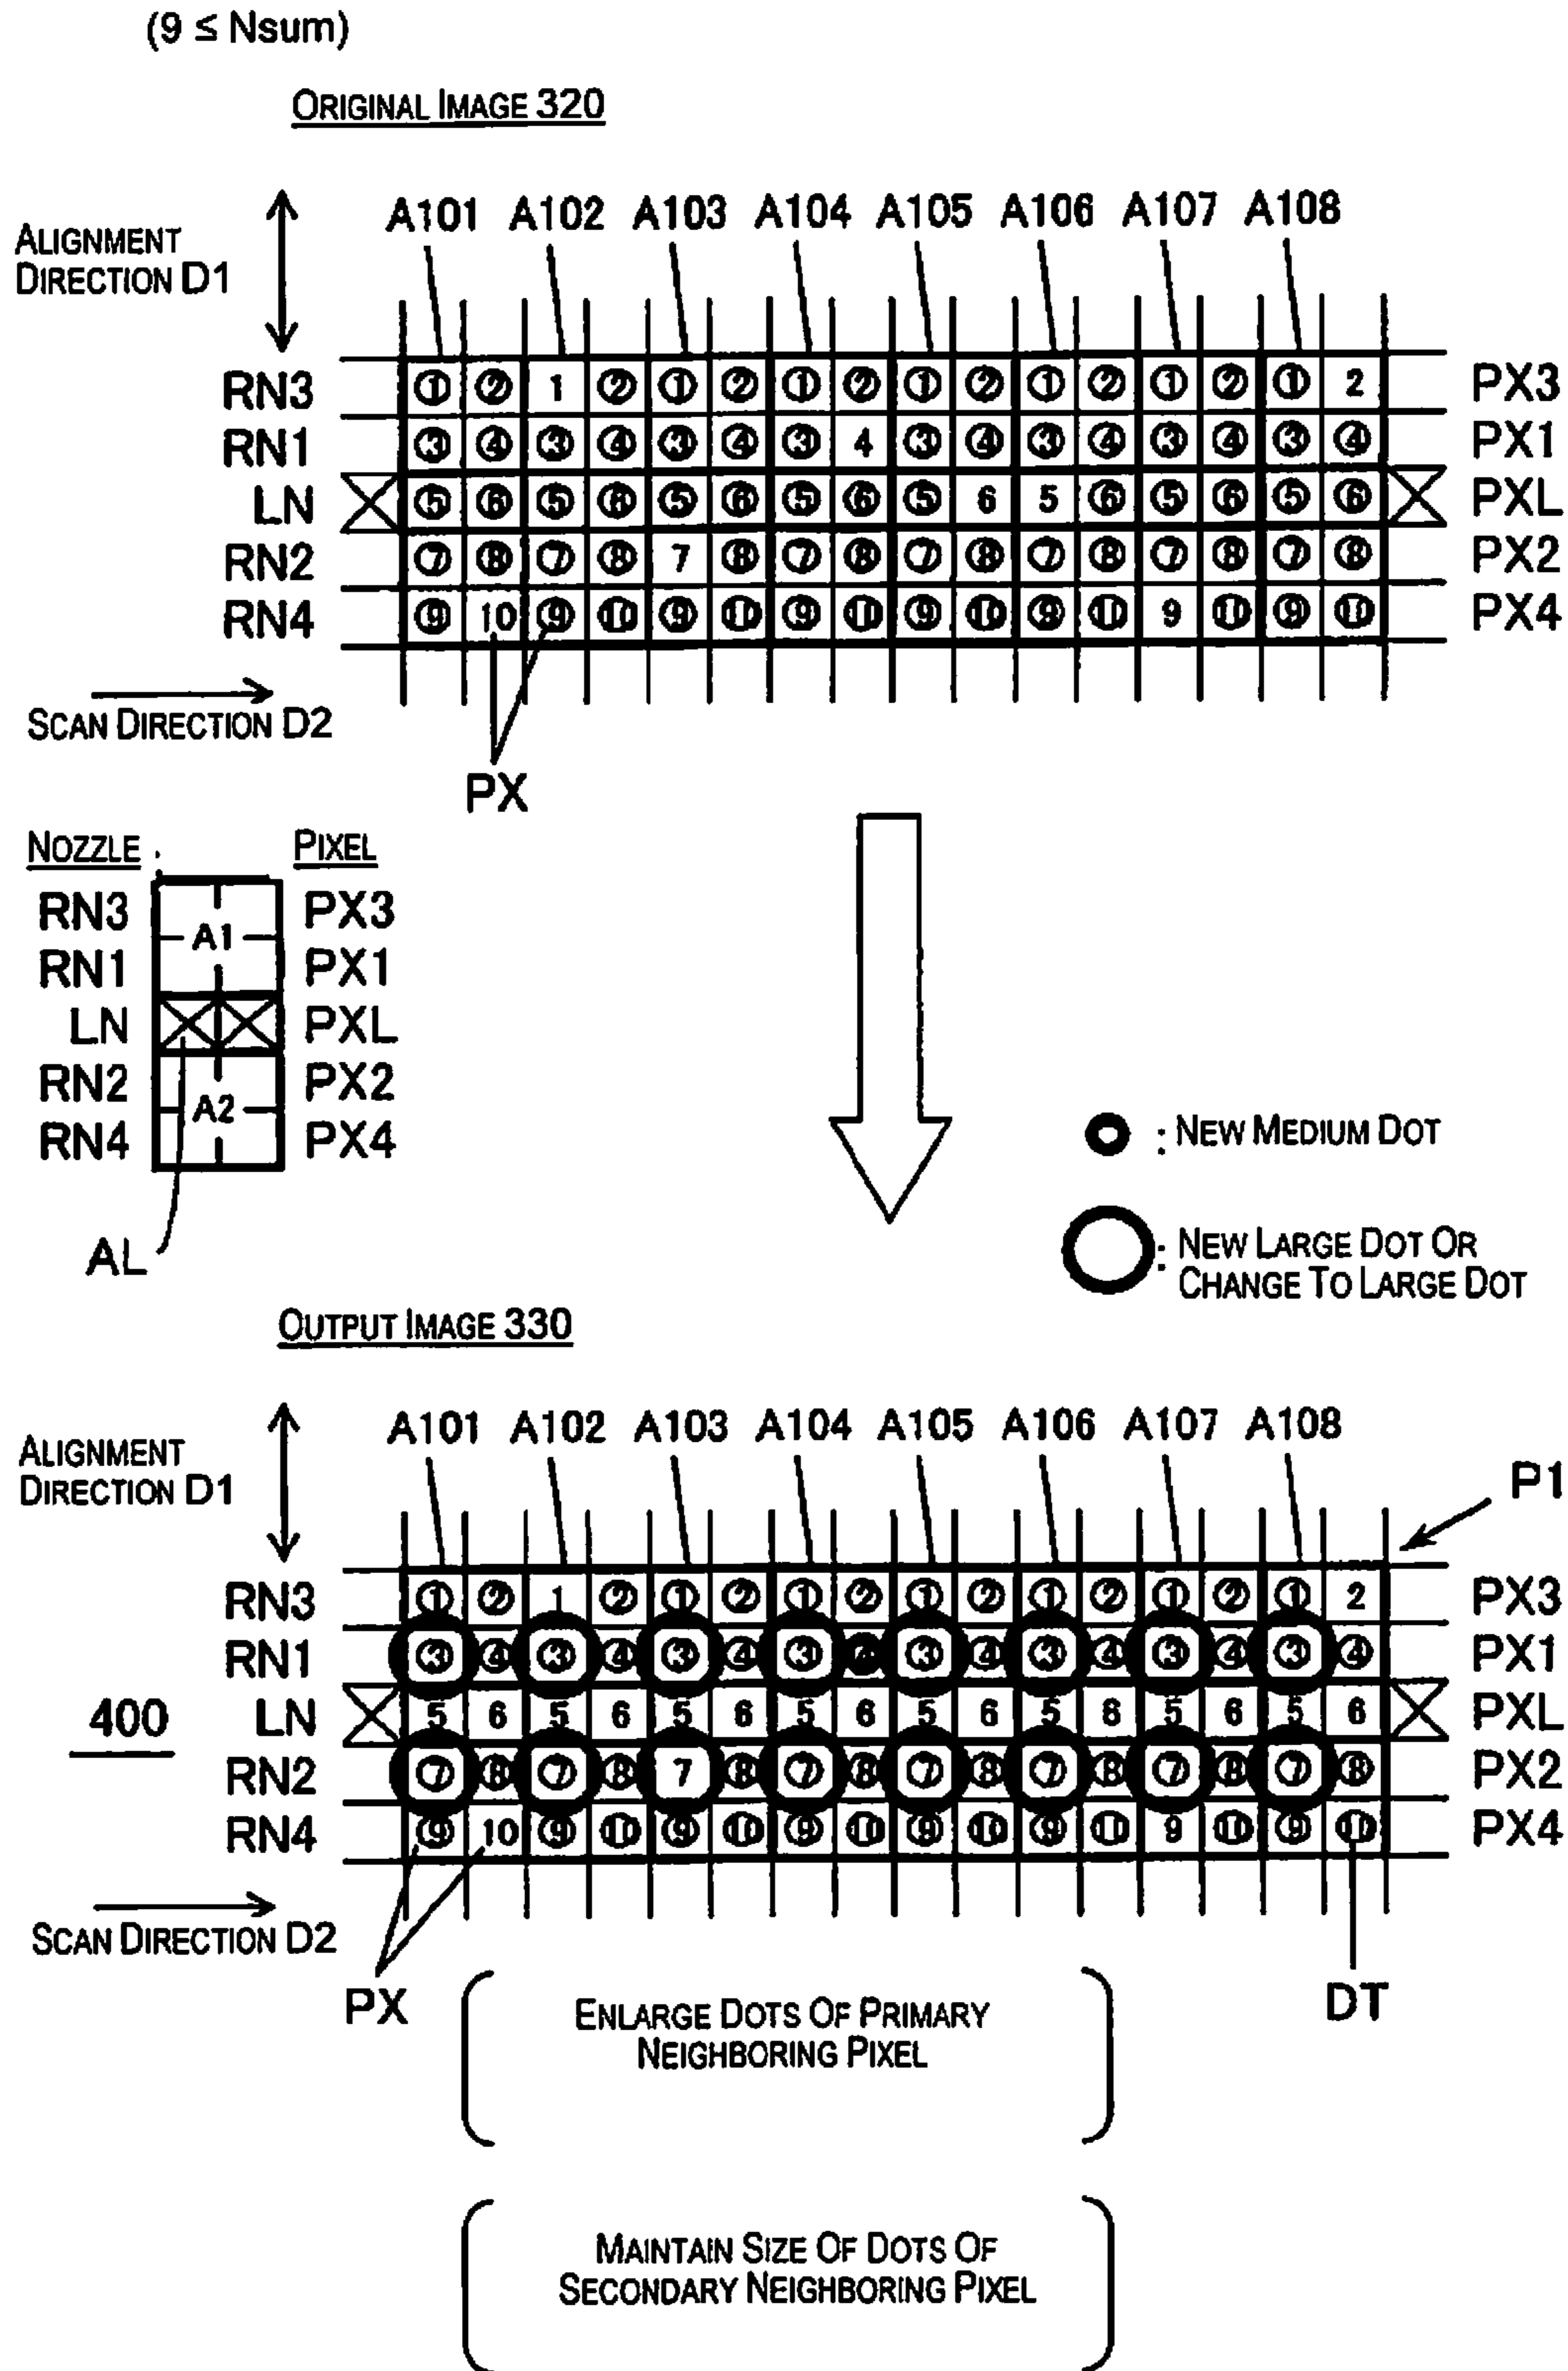 (9 ≤ Nsum)
ORIGINAL IMAGE 320
ALIGNMENT
DIRECTION D1
A101 A102 A103 A104 A105 A106 A107 A108
RN3 ① ② 1 ② ① ② ① ② ① ② ① ② ① ② ① 2 PX3
RN1 ③ ④ ③ ④ ③ ④ ③ 4 ③ ④ ③ ④ ③ ④ ③ ④ PX1
LN ⑤ ⑥ ⑤ ⑥ ⑤ ⑥ ⑤ ⑥ ⑤ 6 5 ⑥ ⑤ ⑥ ⑤ ⑥ PXL
RN2 ⑦ ⑧ ⑦ ⑧ 7 ⑧ ⑦ ⑧ ⑦ ⑧ ⑦ ⑧ ⑦ ⑧ ⑦ ⑧ PX2
RN4 ⑨ 10 ⑨ ⑩ ⑨ ⑩ ⑨ ⑩ ⑨ ⑩ ⑨ ⑩ 9 ⑩ ⑨ ⑩ PX4
SCAN DIRECTION D2
PX
NOZZLE PIXEL
RN3 PX3
A1
RN1 PX1
LN PXL
RN2 PX2
A2
RN4 PX4
AL
: NEW MEDIUM DOT
: NEW LARGE DOT OR
CHANGE TO LARGE DOT
OUTPUT IMAGE 330
ALIGNMENT
DIRECTION D1
A101 A102 A103 A104 A105 A106 A107 A108
P1
RN3 ① ② 1 ② ① ② ① ② ① ② ① ② ① ② ① 2 PX3
RN1 ③ ④ ③ ④ ③ ④ ③ ④ ③ ④ ③ ④ ③ ④ ③ ④ PX1
400 LN 5 6 5 6 5 6 5 6 5 6 5 6 5 6 5 6 PXL
RN2 ⑦ ⑧ ⑦ ⑧ 7 ⑧ ⑦ ⑧ ⑦ ⑧ ⑦ ⑧ ⑦ ⑧ ⑦ ⑧ PX2
RN4 ⑨ 10 ⑨ ⑩ ⑨ ⑩ ⑨ ⑩ ⑨ ⑩ ⑨ ⑩ 9 ⑩ ⑨ ⑩ PX4
SCAN DIRECTION D2
PX
DT
ENLARGE DOTS OF PRIMARY
NEIGHBORING PIXEL
MAINTAIN SIZE OF DOTS OF
SECONDARY NEIGHBORING PIXEL